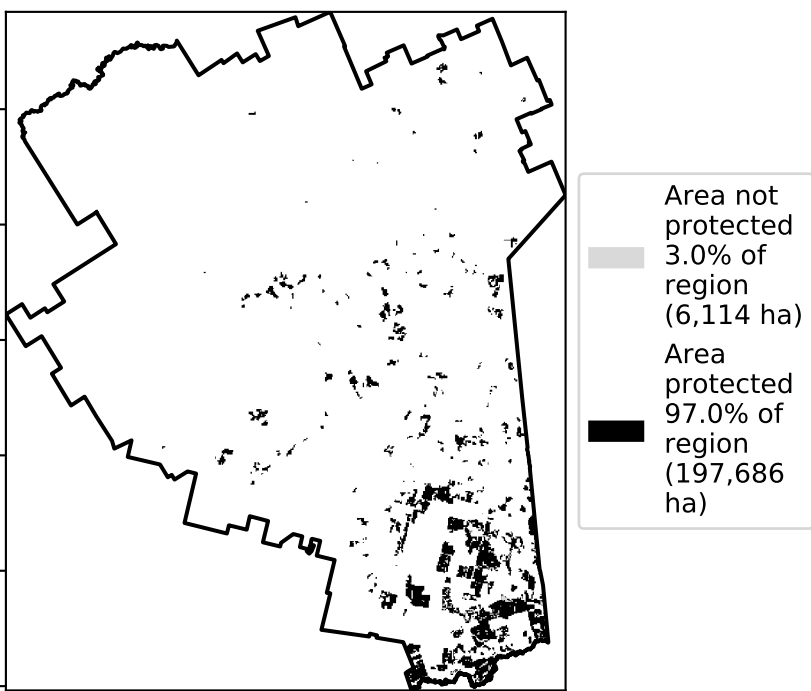 Area not
protected
3.0% of
region
(6,114 ha)
Area
protected
97.0% of
region
(197,686
ha)